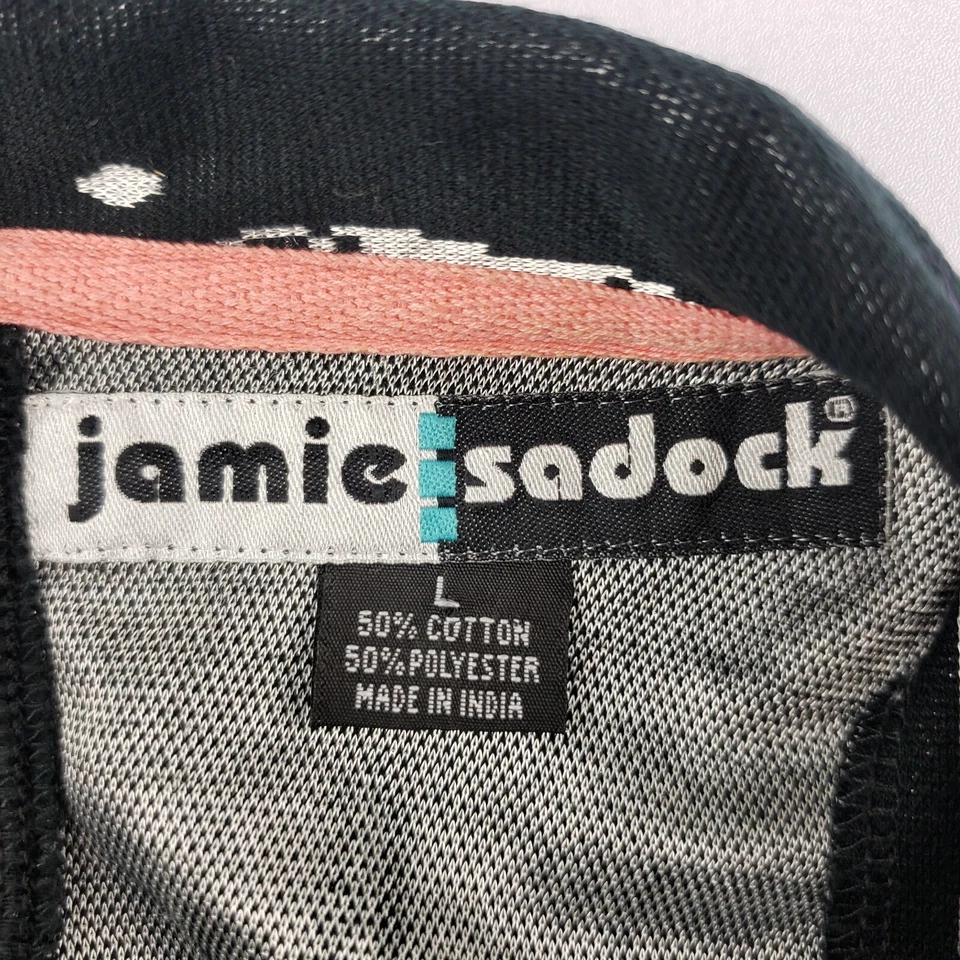 jamie sadock®
L
50% COTTON
50% POLYESTER
MADE IN INDIA